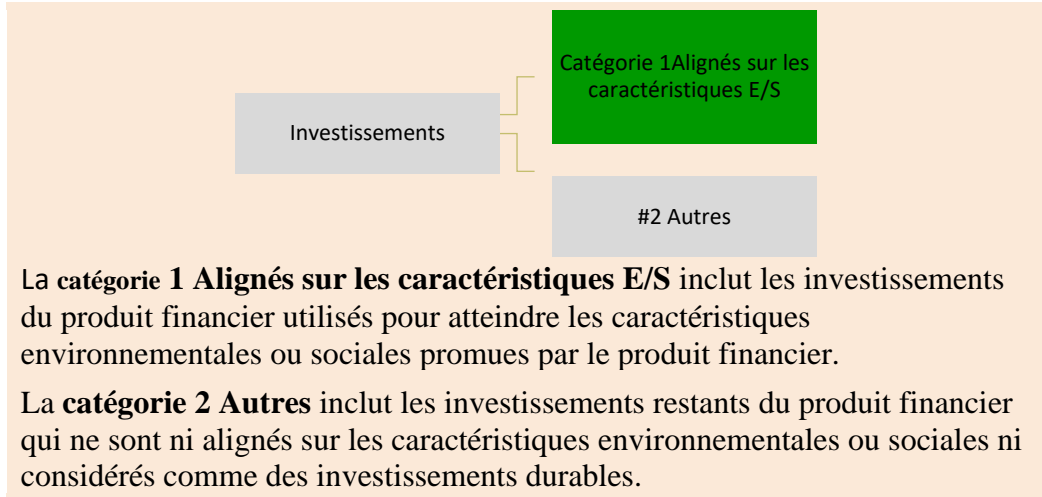 Catégorie 1Alignés sur les
caractéristiques E/S
Investissements
#2 Autres
La catégorie 1 Alignés sur les caractéristiques E/S inclut les investissements
du produit financier utilisés pour atteindre les caractéristiques
environnementales ou sociales promues par le produit financier.
La catégorie 2 Autres inclut les investissements restants du produit financier
qui ne sont ni alignés sur les caractéristiques environnementales ou sociales ni
considérés comme des investissements durables.